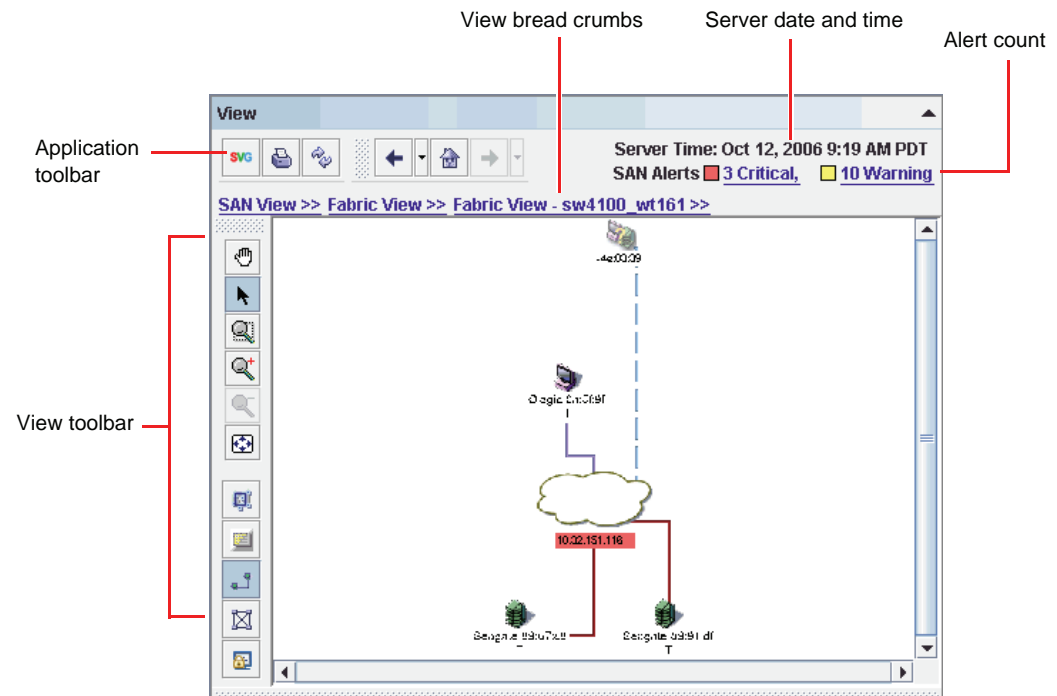 View bread crumbs
Server date and time
Alert count
View
Application
toolbar
SVG
Server Time: Oct 12, 2006 9:19 AM PDT
SAN Alerts 3 Critical, 10 Warning
SAN View >> Fabric View >> Fabric View - sw4100_wt161 >>
View toolbar
10.32.151.116
Seagate
Seagate
T